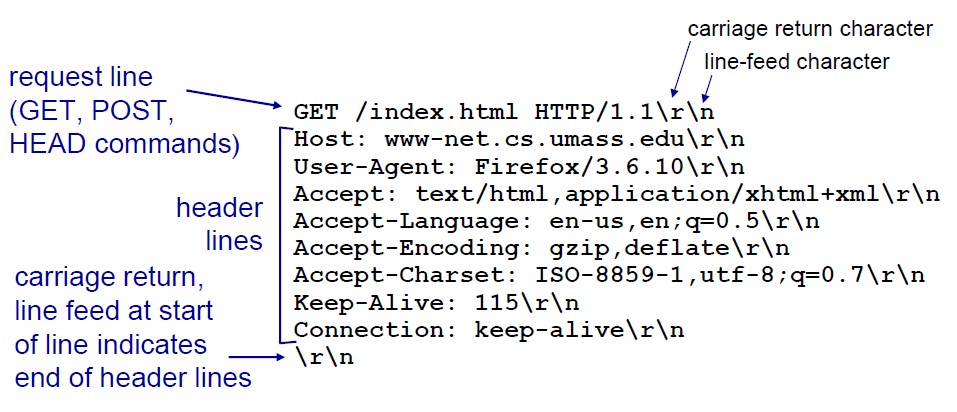 carriage return character
line-feed character
request line
(GET, POST,
HEAD commands)
GET /index.html HTTP/1.1\r\n
Host: www-net.cs.umass.edu\r\n
User-Agent: Firefox/3.6.10\r\n
Accept: text/html,application/xhtml+xml\r\n
Accept-Language: en-us,en;q=0.5\r\n
Accept-Encoding: gzip,deflate\r\n
Accept-Charset: ISO-8859-1,utf-8;q=0.7\r\n
Keep-Alive: 115\r\n
Connection: keep-alive\r\n
\r\n
header
lines
carriage return,
line feed at start
of line indicates
end of header lines